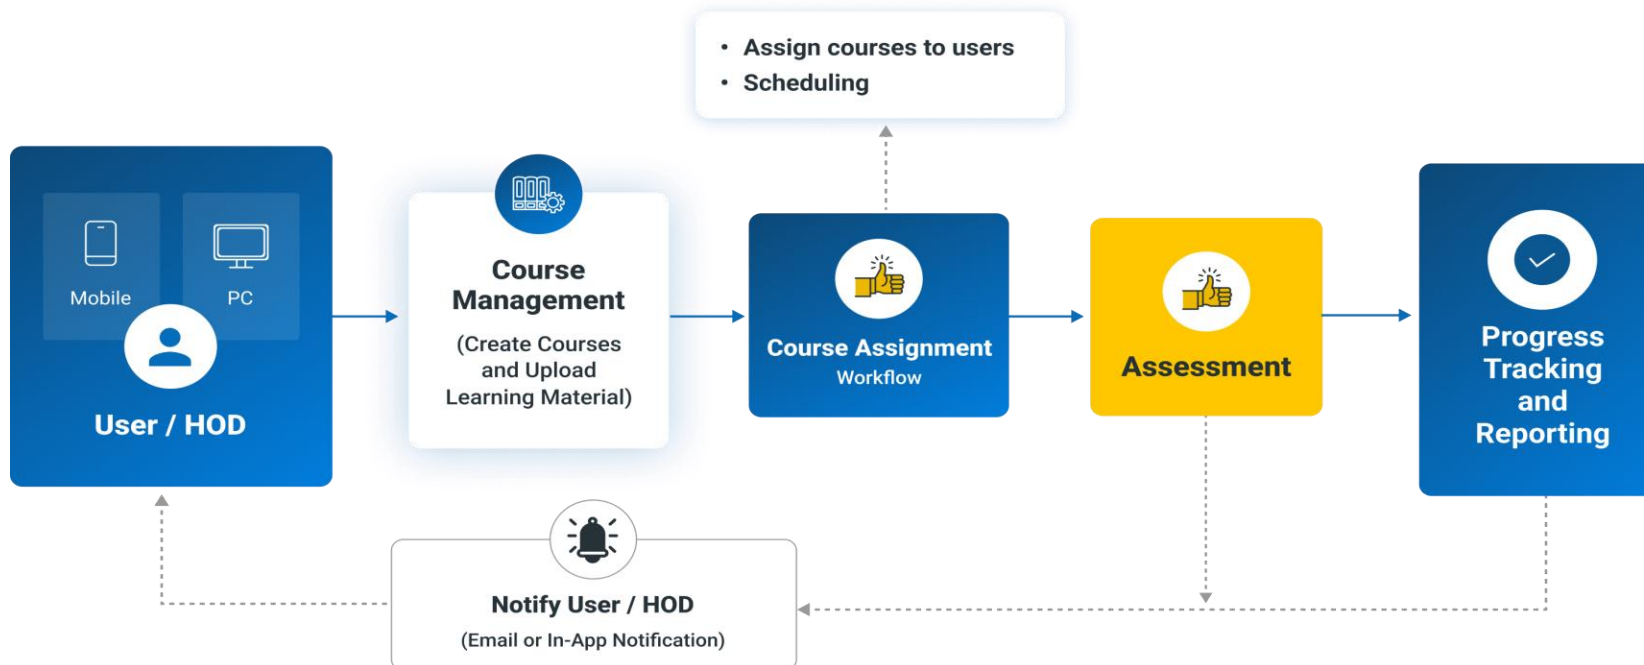 • Assign courses to users
• Scheduling
Mobile
PC
User / HOD
Course
Management
(Create Courses
and Upload
Learning Material)
Course Assignment
Workflow
Assessment
Progress
Tracking
and
Reporting
Notify User / HOD
(Email or In-App Notification)